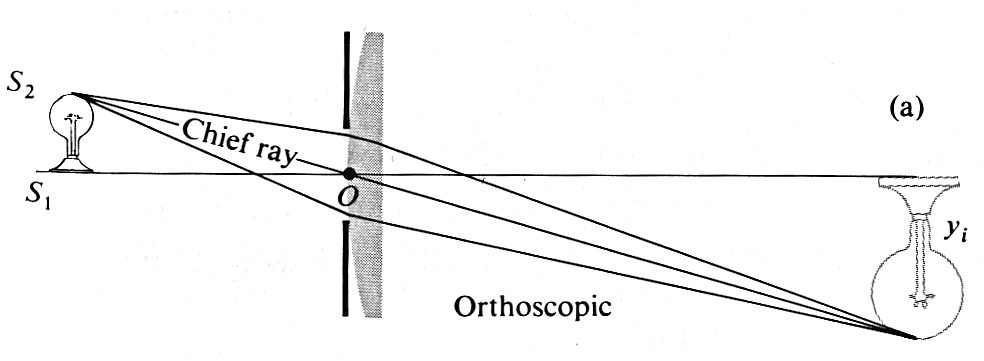 S₂
(a)
Chief ray
O
S₁
yᵢ
Orthoscopic